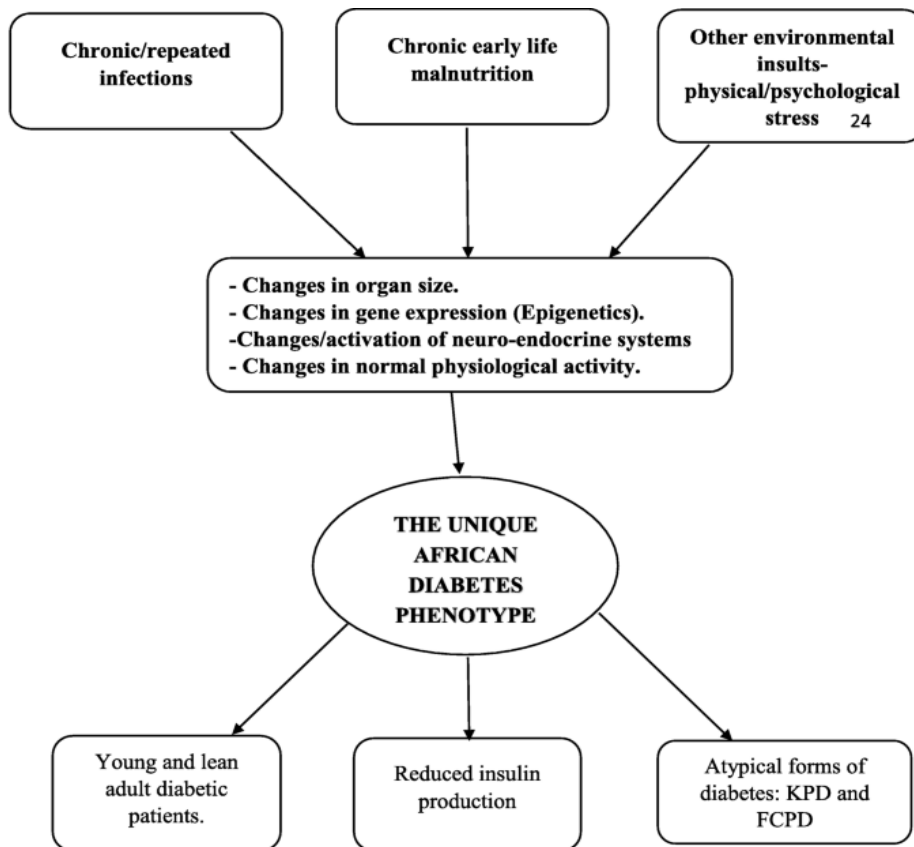 Chronic/repeated
infections
Chronic early life
malnutrition
Other environmental
insults-
physical/psychological
stress 24
- Changes in organ size.
- Changes in gene expression (Epigenetics).
-Changes/activation of neuro-endocrine systems
- Changes in normal physiological activity.
THE UNIQUE
AFRICAN
DIABETES
PHENOTYPE
Young and lean
adult diabetic
patients.
Reduced insulin
production
Atypical forms of
diabetes: KPD and
FCPD